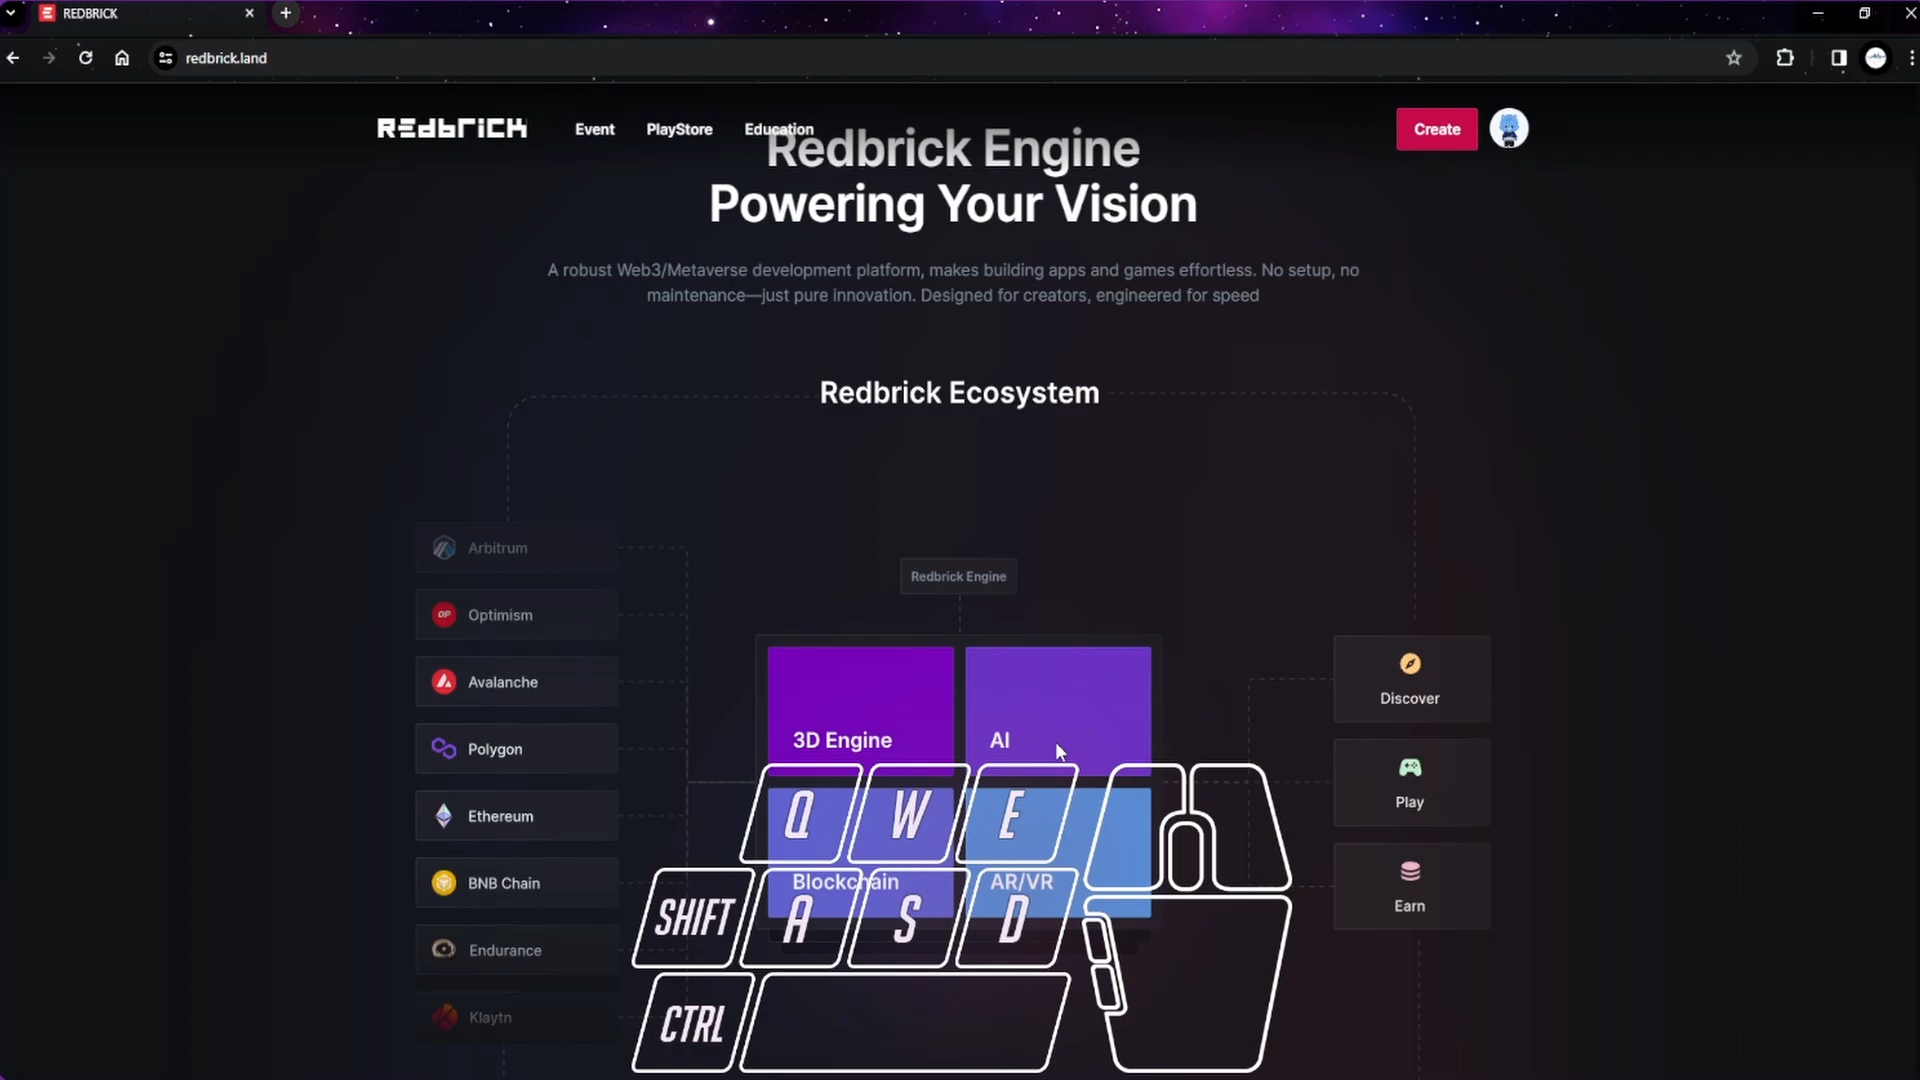 REDBRICK
redbrick.land
REDBRICK
Event
PlayStore
Education
Create
Redbrick Engine
Powering Your Vision
A robust Web3/Metaverse development platform, makes building apps and games effortless. No setup, no
maintenance—just pure innovation. Designed for creators, engineered for speed
Redbrick Ecosystem
Arbitrum
OP
Optimism
Avalanche
Polygon
Ethereum
BNB Chain
Endurance
Klaytn
Redbrick Engine
3D Engine
AI
Blockchain
AR/VR
Discover
Play
Earn
Q
W
E
SHIFT
A
S
D
CTRL